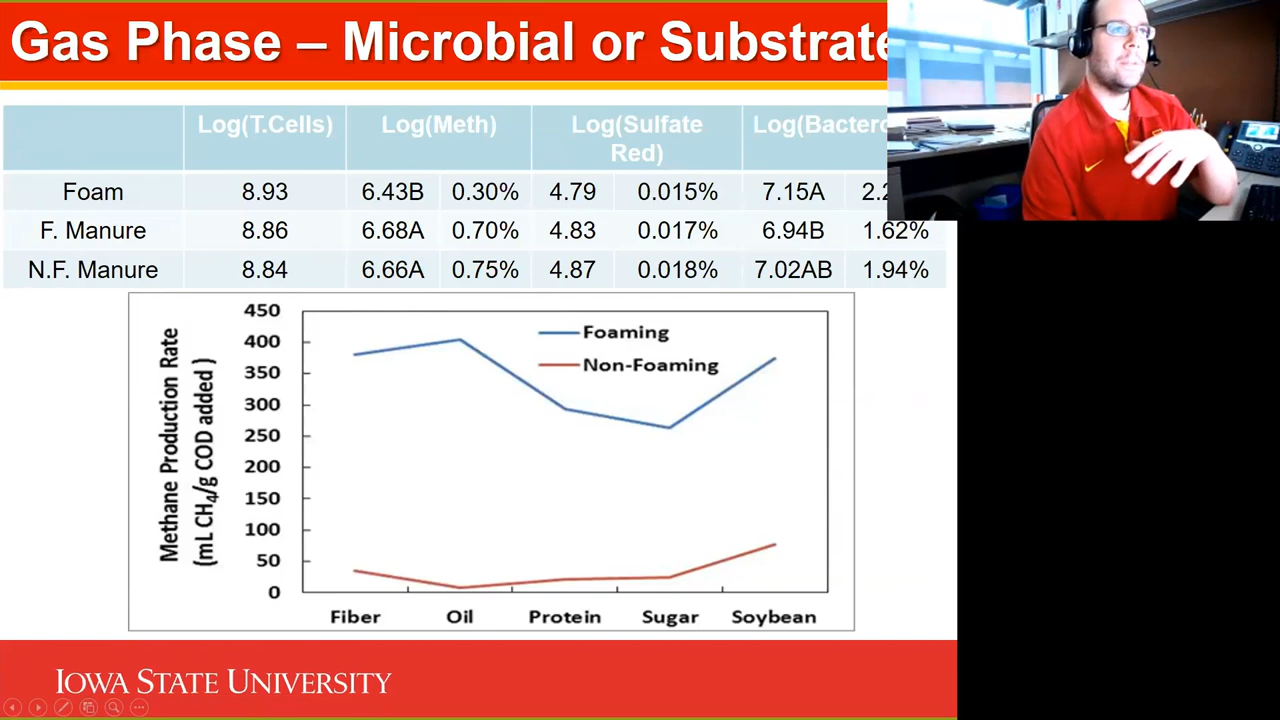 Gas Phase – Microbial or Substrate
Log(T.Cells) Log(Meth) Log(Sulfate Red)
Foam 8.93 6.43B 0.30% 4.79 0.015% 7.15A
F. Manure 8.86 6.68A 0.70% 4.83 0.017% 6.94B 1.62%
N.F. Manure 8.84 6.66A 0.75% 4.87 0.018% 7.02AB 1.94%
Methane Production Rate
(mL CH4/g COD added )
450
400
350
300
250
200
150
100
50
0
Foaming
Non-Foaming
Fiber Oil Protein Sugar Soybean
IOWA STATE UNIVERSITY